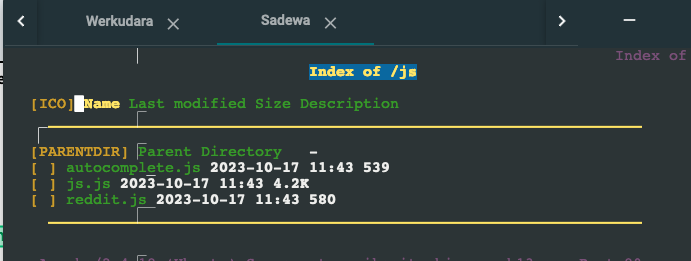 Werkudara
Sadewa
Index of
Index of /js
[ICO] Name Last modified Size Description
[PARENTDIR] Parent Directory -
[ ] autocomplete.js 2023-10-17 11:43 539
[ ] js.js 2023-10-17 11:43 4.2K
[ ] reddit.js 2023-10-17 11:43 580